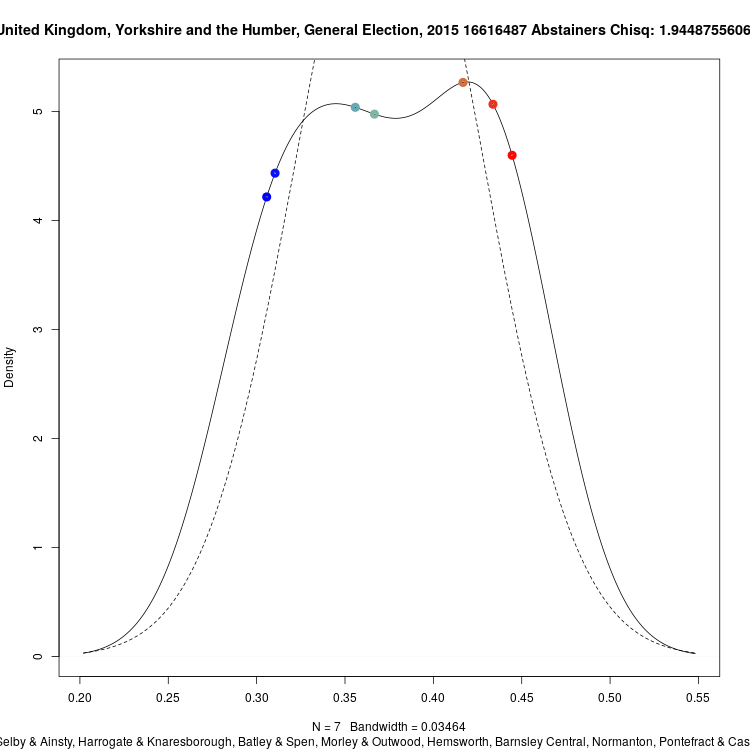 United Kingdom, Yorkshire and the Humber, General Election, 2015 16616487 Abstainers Chisq: 1.9448755606
Density
5
4
3
2
1
0
0.20 0.25 0.30 0.35 0.40 0.45 0.50 0.55
N = 7 Bandwidth = 0.03464
Selby & Ainsty, Harrogate & Knaresborough, Batley & Spen, Morley & Outwood, Hemsworth, Barnsley Central, Normanton, Pontefract & Cas